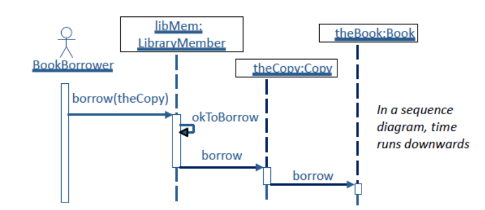 libMem:
LibraryMember
theBook:Book
BookBorrower
theCopy:Copy
borrow(theCopy)
okToBorrow
In a sequence
diagram, time
runs downwards
borrow
borrow